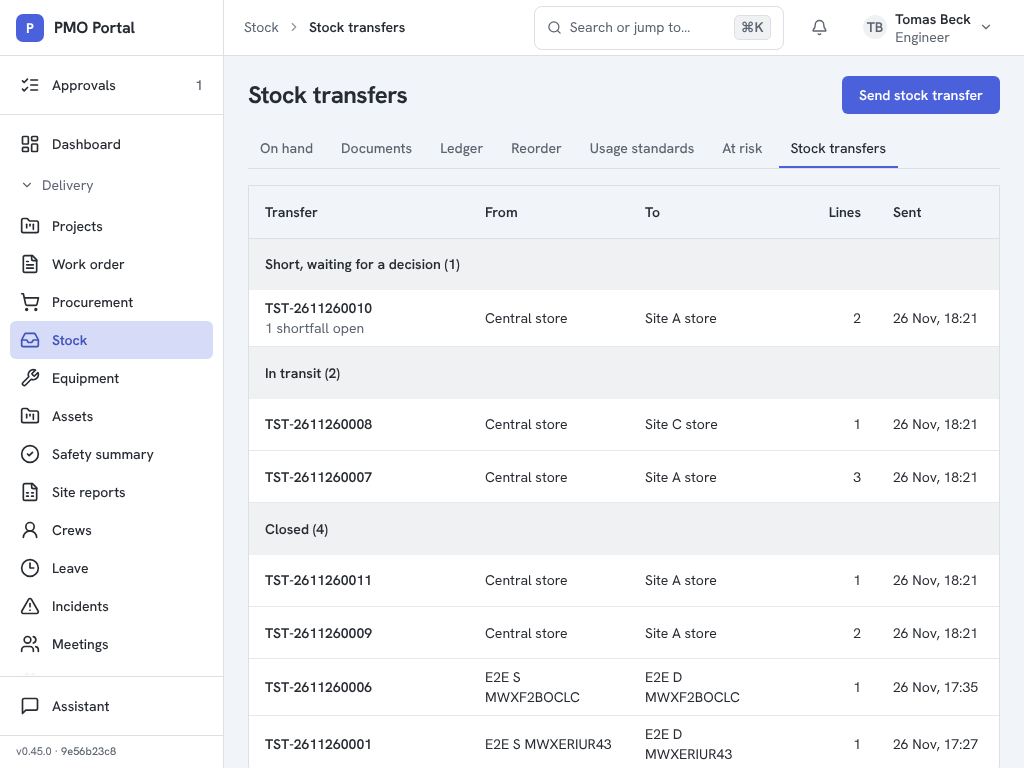 P PMO Portal
Stock > Stock transfers
Search or jump to... ⌘K
TB
Tomas Beck
Engineer
Approvals 1
Dashboard
Delivery
Projects
Work order
Procurement
Stock
Equipment
Assets
Safety summary
Site reports
Crews
Leave
Incidents
Meetings
Assistant
v0.45.0 · 9e56b23c8
Stock transfers
Send stock transfer
On hand Documents Ledger Reorder Usage standards At risk Stock transfers
Transfer From To Lines Sent
Short, waiting for a decision (1)
TST-2611260010 Central store Site A store 2 26 Nov, 18:21
1 shortfall open
In transit (2)
TST-2611260008 Central store Site C store 1 26 Nov, 18:21
TST-2611260007 Central store Site A store 3 26 Nov, 18:21
Closed (4)
TST-2611260011 Central store Site A store 1 26 Nov, 18:21
TST-2611260009 Central store Site A store 2 26 Nov, 18:21
TST-2611260006 E2E S MWXF2BOCLC E2E D MWXF2BOCLC 1 26 Nov, 17:35
TST-2611260001 E2E S MWXERIUR43 E2E D MWXERIUR43 1 26 Nov, 17:27